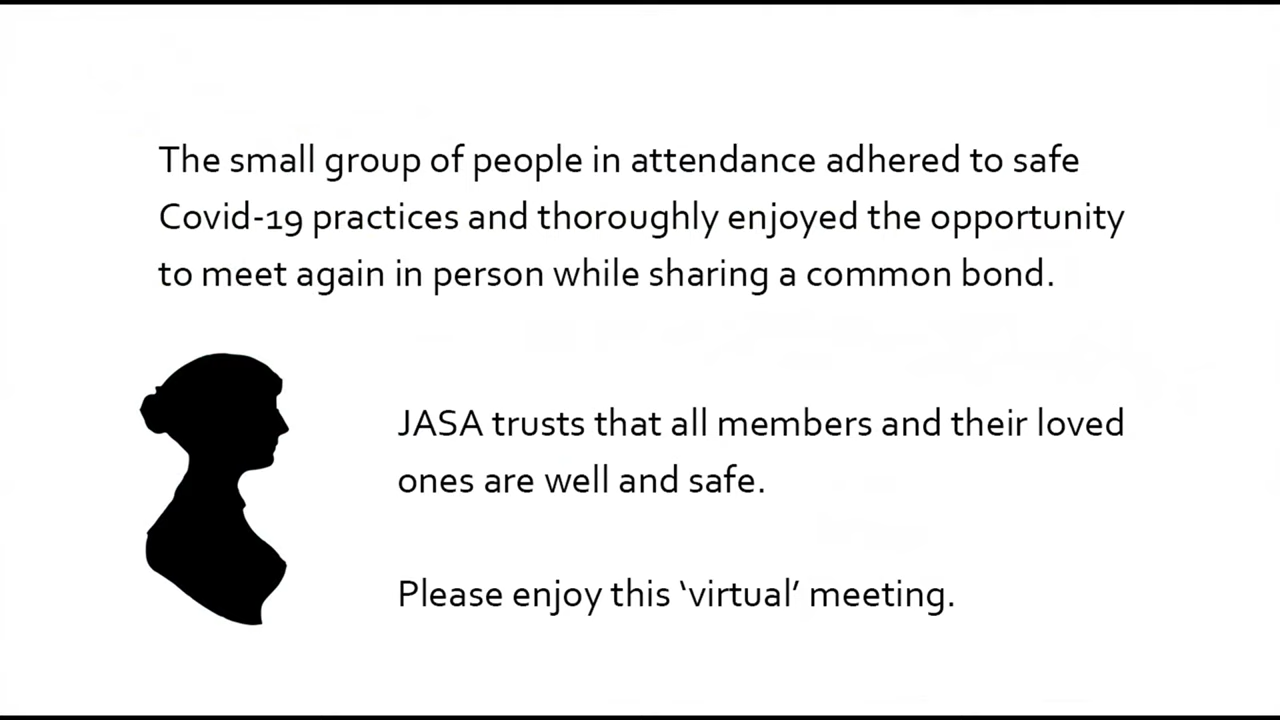 The small group of people in attendance adhered to safe
Covid-19 practices and thoroughly enjoyed the opportunity
to meet again in person while sharing a common bond.
JASA trusts that all members and their loved
ones are well and safe.
Please enjoy this ‘virtual’ meeting.